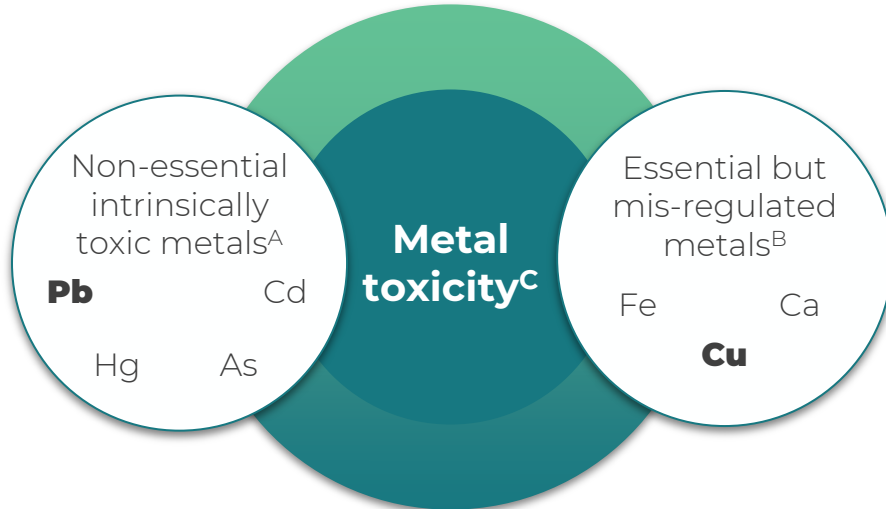 Non-essential
intrinsically
toxic metalsᴬ
Pb
Cd
Hg
As
Metal
toxicityᶜ
Essential but
mis-regulated
metalsᴮ
Fe
Ca
Cu